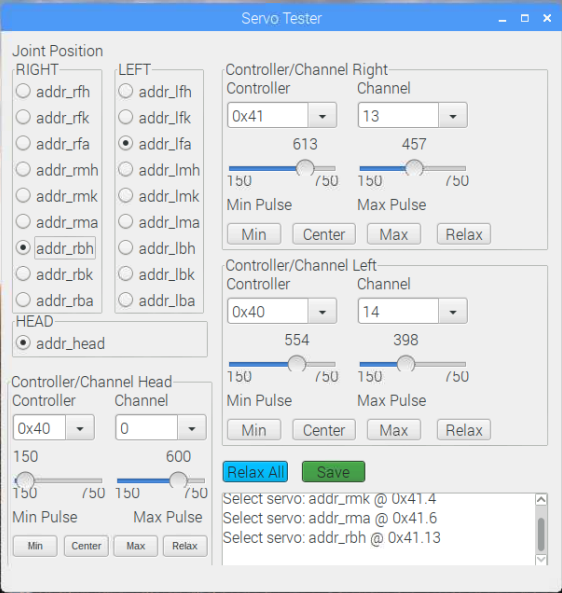 Servo Tester
Joint Position
RIGHT
addr_rfh
addr_rfk
addr_rfa
addr_rmh
addr_rmk
addr_rma
addr_rbh
addr_rbk
addr_rba
LEFT
addr_lfh
addr_lfk
addr_lfa
addr_lmh
addr_lmk
addr_lma
addr_lbh
addr_lbk
addr_lba
HEAD
addr_head
Controller/Channel Head
Controller Channel
0x40 0
150 600
150 750 150 750
Min Pulse Max Pulse
Min Center Max Relax
Controller/Channel Right
Controller Channel
0x41 13
613 457
150 750 150 750
Min Pulse Max Pulse
Min Center Max Relax
Controller/Channel Left
Controller Channel
0x40 14
554 398
150 750 150 750
Min Pulse Max Pulse
Min Center Max Relax
Relax All Save
Select servo: addr_rmk @ 0x41.4
Select servo: addr_rma @ 0x41.6
Select servo: addr_rbh @ 0x41.13